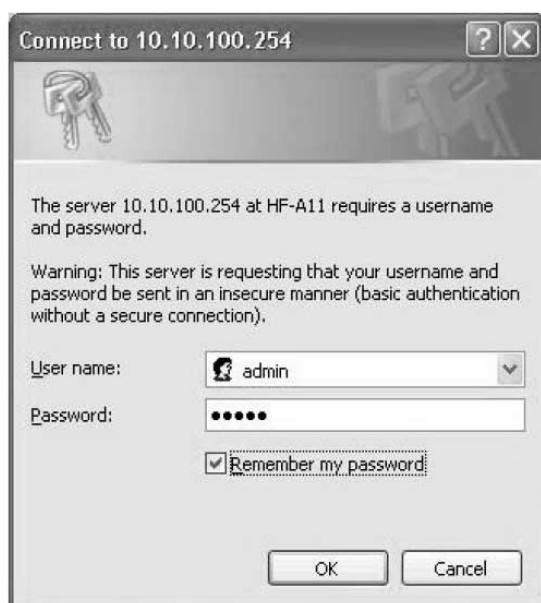 Connect to 10.10.100.254
The server 10.10.100.254 at HF-A11 requires a username
and password.
Warning: This server is requesting that your username and
password be sent in an insecure manner (basic authentication
without a secure connection).
User name:
admin
Password:
•••••
Remember my password
OK
Cancel